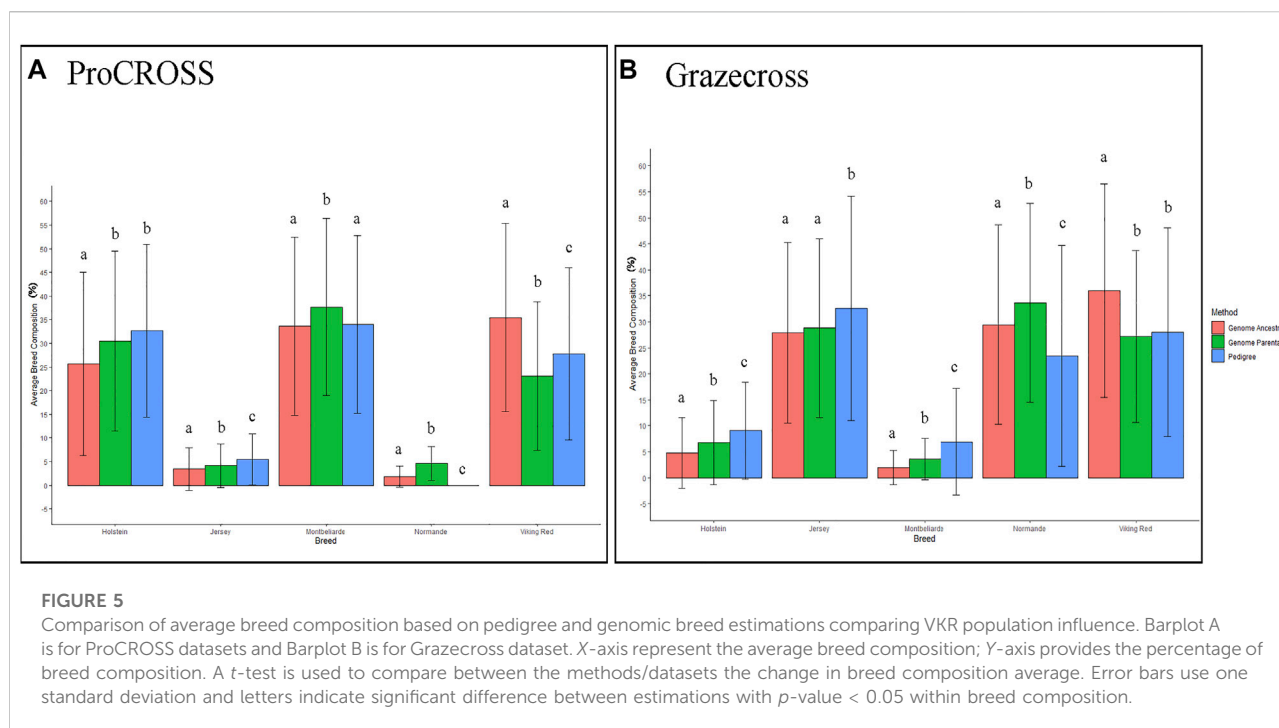 A ProCROSS
Average Breed Composition (%)
60
55
50
45
40
35
30
25
20
15
10
5
0
-5
a b b
a b c
a b a
a b c
a b c
Holstein Jersey Montbeliarde Normande Viking Red
Breed
B Grazecross
Average Breed Composition (%)
60
55
50
45
40
35
30
25
20
15
10
5
0
-5
a b c
a a b
a b c
a b c
a b b
Holstein Jersey Montbeliarde Normande Viking Red
Breed
Method
Genome Ancestr
Genome Parenta
Pedigree
FIGURE 5
Comparison of average breed composition based on pedigree and genomic breed estimations comparing VKR population influence. Barplot A
is for ProCROSS datasets and Barplot B is for Grazecross dataset. X-axis represent the average breed composition; Y-axis provides the percentage of
breed composition. A t-test is used to compare between the methods/datasets the change in breed composition average. Error bars use one
standard deviation and letters indicate significant difference between estimations with p-value < 0.05 within breed composition.